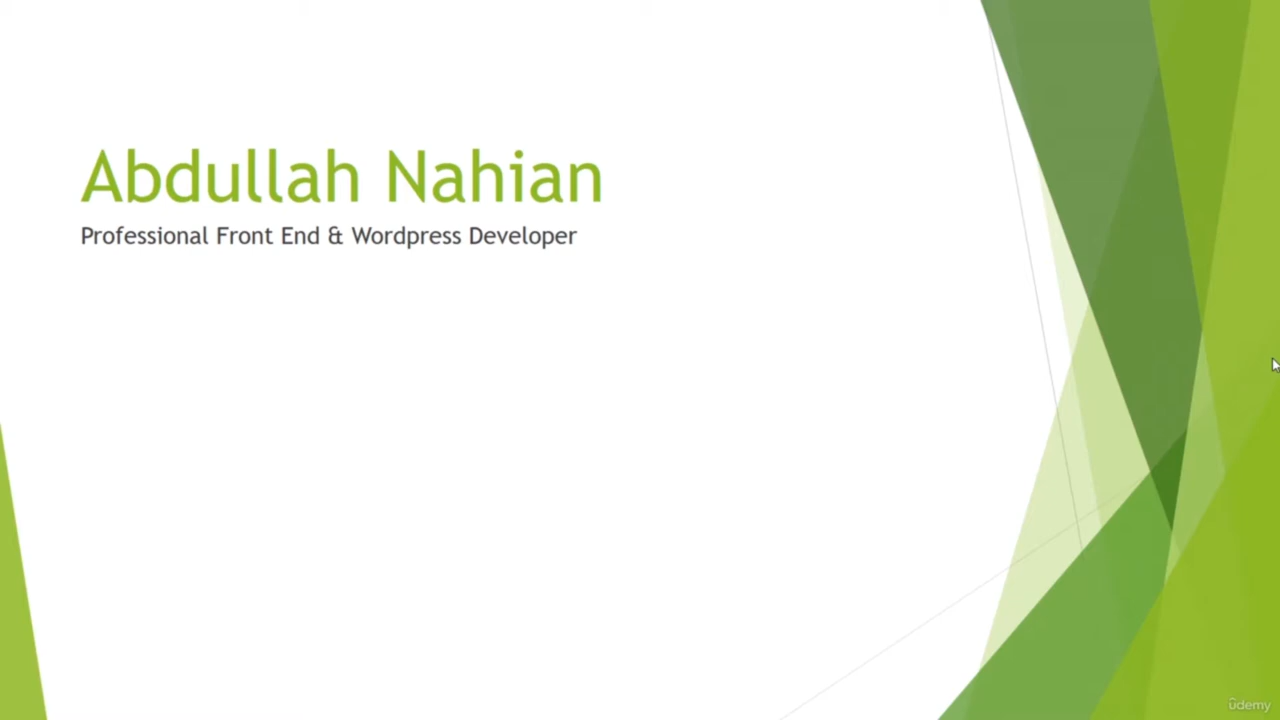 Abdullah Nahian
Professional Front End & Wordpress Developer
udemy